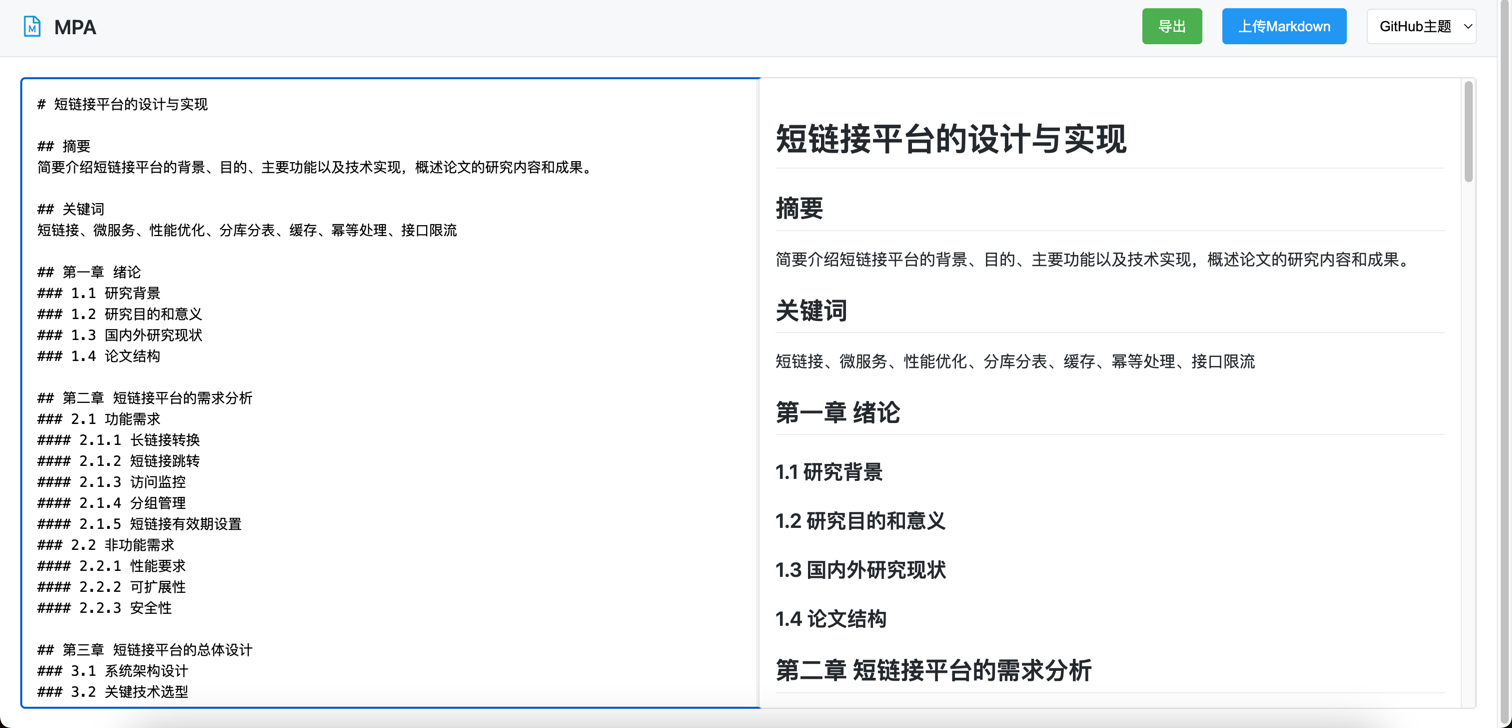 MPA
导出
上传Markdown
GitHub主题
# 短链接平台的设计与实现
## 摘要
简要介绍短链接平台的背景、目的、主要功能以及技术实现，概述论文的研究内容和成果。
## 关键词
短链接、微服务、性能优化、分库分表、缓存、幂等处理、接口限流
## 第一章 绪论
### 1.1 研究背景
### 1.2 研究目的和意义
### 1.3 国内外研究现状
### 1.4 论文结构
## 第二章 短链接平台的需求分析
### 2.1 功能需求
#### 2.1.1 长链接转换
#### 2.1.2 短链接跳转
#### 2.1.3 访问监控
#### 2.1.4 分组管理
#### 2.1.5 短链接有效期设置
### 2.2 非功能需求
#### 2.2.1 性能要求
#### 2.2.2 可扩展性
#### 2.2.3 安全性
## 第三章 短链接平台的总体设计
### 3.1 系统架构设计
### 3.2 关键技术选型
短链接平台的设计与实现
摘要
简要介绍短链接平台的背景、目的、主要功能以及技术实现，概述论文的研究内容和成果。
关键词
短链接、微服务、性能优化、分库分表、缓存、幂等处理、接口限流
第一章 绪论
1.1 研究背景
1.2 研究目的和意义
1.3 国内外研究现状
1.4 论文结构
第二章 短链接平台的需求分析